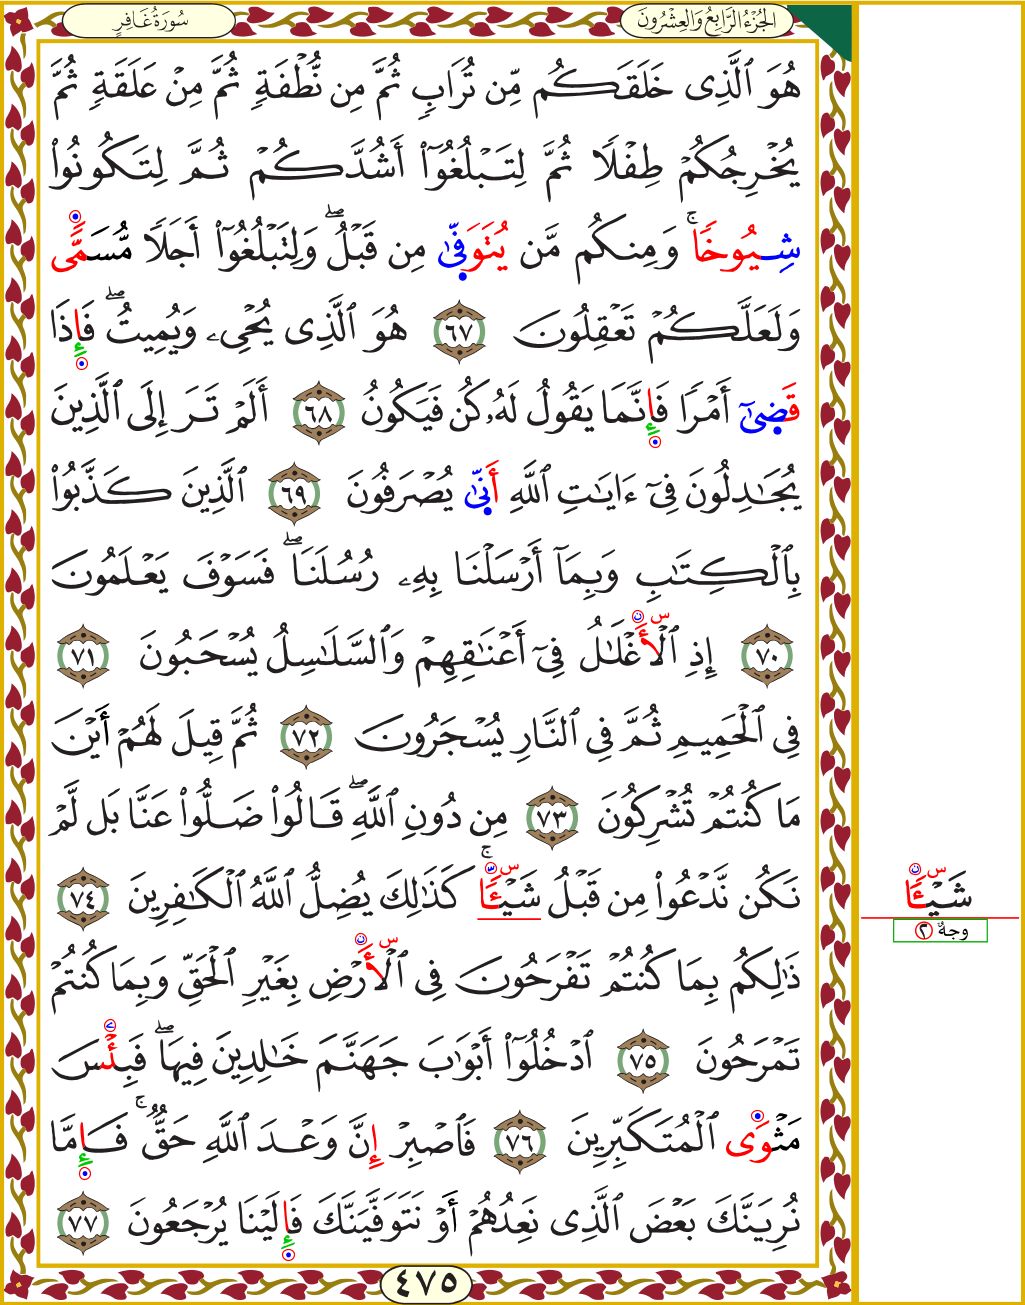 الجُزْءُ الرَّابِعُ وَالعِشْرُونَ
سُورَةُ غَافِرٍ
هُوَ ٱلَّذِى خَلَقَكُم مِّن تُرَابٖ ثُمَّ مِن نُّطْفَةٖ ثُمَّ مِنْ عَلَقَةٖ ثُمَّ
يُخْرِجُكُمْ طِفْلًا ثُمَّ لِتَبْلُغُوٓاْ أَشُدَّكُمْ ثُمَّ لِتَكُونُواْ
شِيُوخًاۚ وَمِنكُم مَّن يُتَوَفّىٰ مِن قَبْلُۖ وَلِتَبْلُغُوٓاْ أَجَلًا مُّسَمًّى
وَلَعَلَّكُمْ تَعْقِلُونَ ٦٧ هُوَ ٱلَّذِى يُحْىِۦ وَيُمِيتُۖ فَإِذَا
قَضِىٰٓ أَمْرًا فَإِنَّمَا يَقُولُ لَهُۥ كُن فَيَكُونُ ٦٨ أَلَمْ تَرَ إِلَى ٱلَّذِينَ
يُجَٰدِلُونَ فِىٓ ءَايَٰتِ ٱللَّهِ أَنّىٰ يُصْرَفُونَ ٦٩ ٱلَّذِينَ كَذَّبُواْ
بِٱلْكِتَٰبِ وَبِمَآ أَرْسَلْنَا بِهِۦ رُسُلَنَاۖ فَسَوْفَ يَعْلَمُونَ
٧٠ إِذِ ٱلْأَغْلَٰلُ فِىٓ أَعْنَٰقِهِمْ وَٱلسَّلَٰسِلُ يُسْحَبُونَ ٧١
فِى ٱلْحَمِيمِ ثُمَّ فِى ٱلنَّارِ يُسْجَرُونَ ٧٢ ثُمَّ قِيلَ لَهُمْ أَيْنَ
مَا كُنتُمْ تُشْرِكُونَ ٧٣ مِن دُونِ ٱللَّهِۖ قَالُواْ ضَلُّواْ عَنَّا بَل لَّمْ
نَكُن نَّدْعُواْ مِن قَبْلُ شَيْـًٔاۚ كَذَٰلِكَ يُضِلُّ ٱللَّهُ ٱلْكَٰفِرِينَ ٧٤
شَيْـًٔا
وجهٌ ٢
ذَٰلِكُم بِمَا كُنتُمْ تَفْرَحُونَ فِى ٱلْأَرْضِ بِغَيْرِ ٱلْحَقِّ وَبِمَا كُنتُمْ
تَمْرَحُونَ ٧٥ ٱدْخُلُوٓاْ أَبْوَٰبَ جَهَنَّمَ خَٰلِدِينَ فِيهَاۖ فَبِئْسَ
مَثْوَى ٱلْمُتَكَبِّرِينَ ٧٦ فَٱصْبِرْ إِنَّ وَعْدَ ٱللَّهِ حَقٌّۚ فَإِمَّا
نُرِيَنَّكَ بَعْضَ ٱلَّذِى نَعِدُهُمْ أَوْ نَتَوَفَّيَنَّكَ فَإِلَيْنَا يُرْجَعُونَ ٧٧
٤٧٥